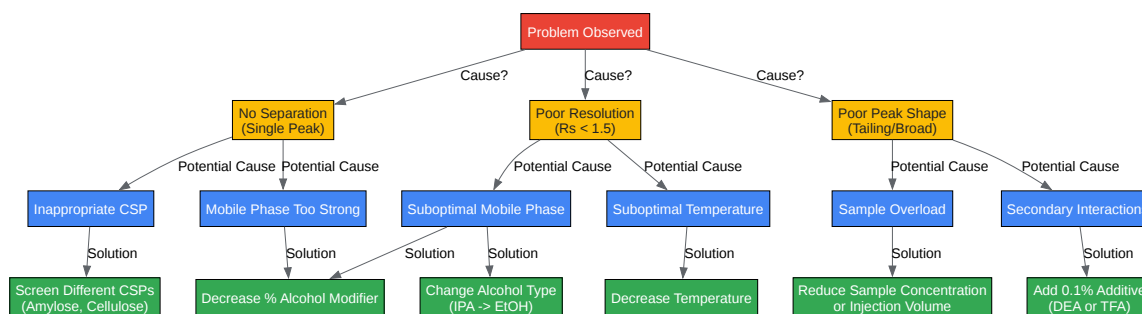 Problem Observed
Cause?
Cause?
Cause?
No Separation
(Single Peak)
Poor Resolution
(Rs < 1.5)
Poor Peak Shape
(Tailing/Broad)
Potential Cause
Potential Cause
Potential Cause
Potential Cause
Potential Cause
Potential Cause
Inappropriate CSP
Mobile Phase Too Strong
Suboptimal Mobile Phase
Suboptimal Temperature
Sample Overload
Secondary Interaction
Solution
Solution
Solution
Solution
Solution
Solution
Solution
Screen Different CSPs
(Amylose, Cellulose)
Decrease % Alcohol Modifier
Change Alcohol Type
(IPA -> EtOH)
Decrease Temperature
Reduce Sample Concentration
or Injection Volume
Add 0.1% Additive
(DEA or TFA)